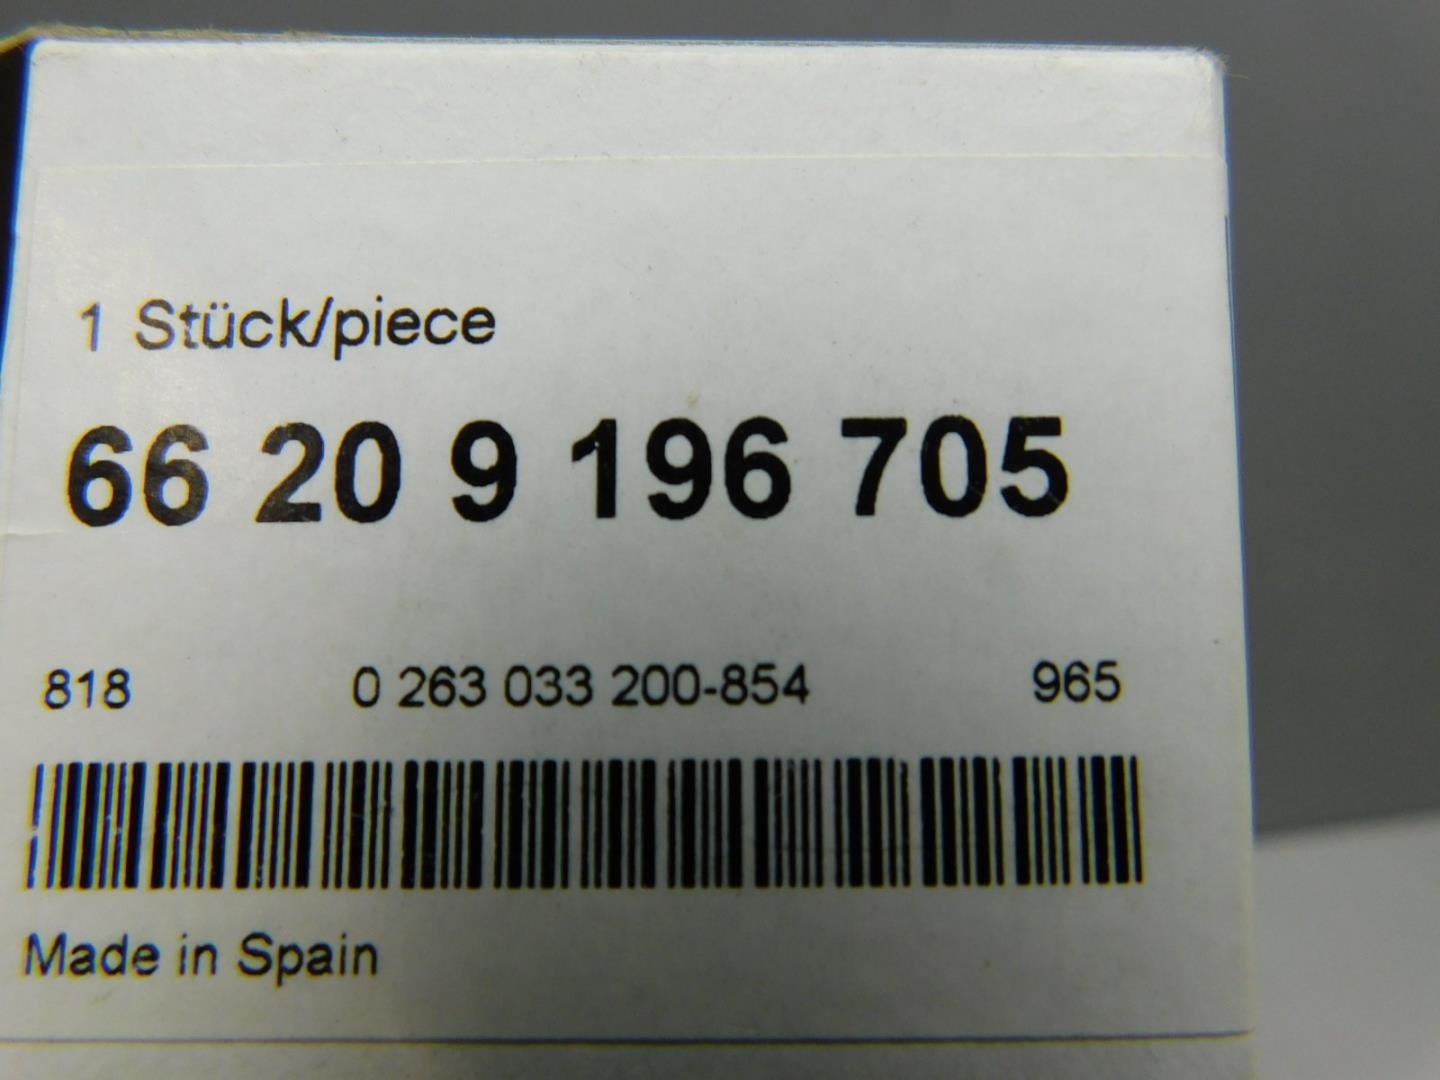 1 Stück/piece
66 20 9 196 705
818 0 263 033 200-854 965
Made in Spain